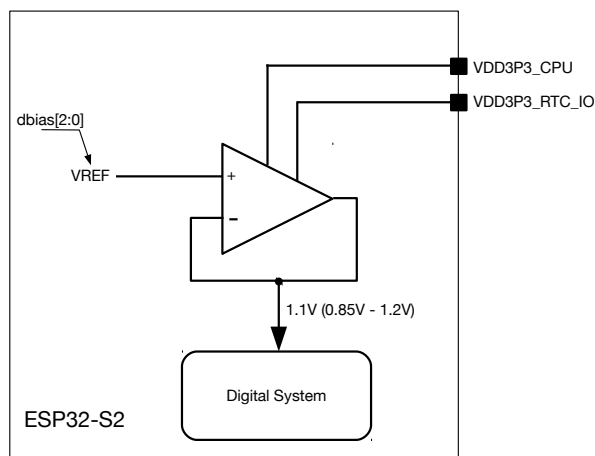 VDD3P3_CPU
VDD3P3_RTC_IO
dbias[2:0]
VREF
+
-
1.1V (0.85V - 1.2V)
Digital System
ESP32-S2